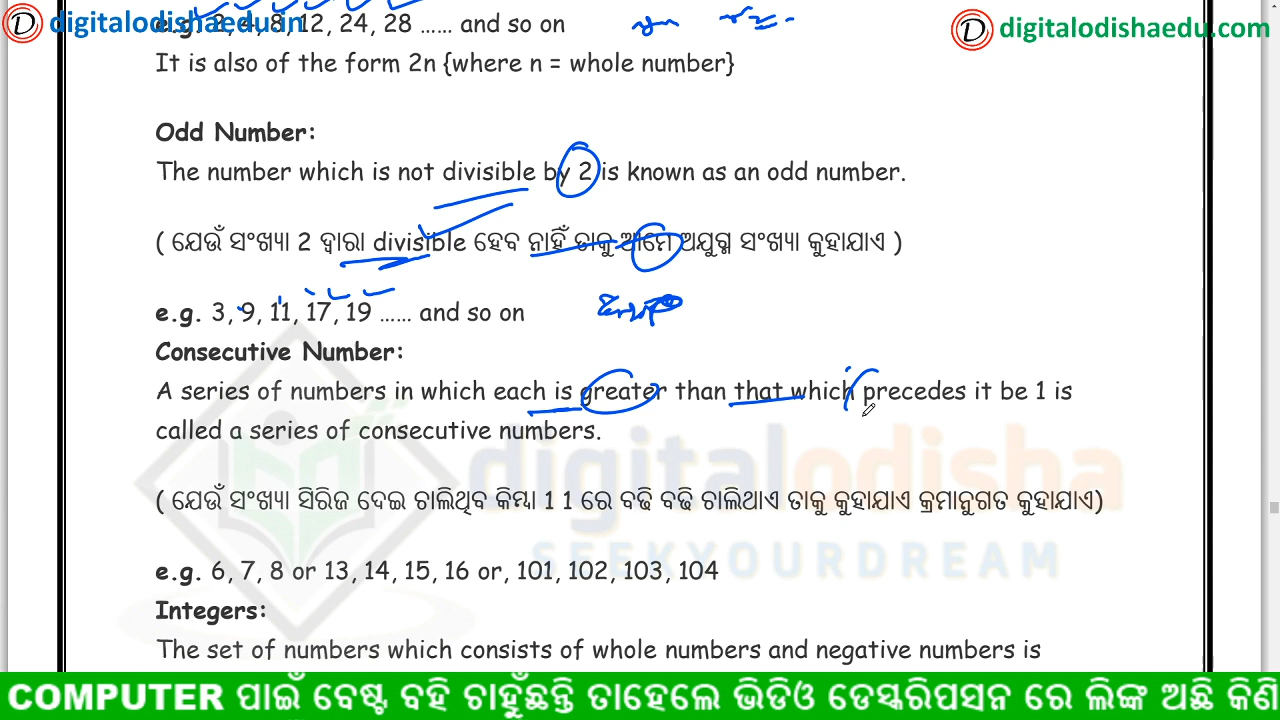 digitalodishaedu.in
e.g. 2, 4, 8, 12, 24, 28 …… and so on
digitalodishaedu.com
It is also of the form 2n {where n = whole number}
Odd Number:
The number which is not divisible by 2 is known as an odd number.
( ଯେଉଁ ସଂଖ୍ୟା 2 ଦ୍ୱାରା divisible ହେବ ନାହିଁ ତାକୁ ଆମେ ଅଯୁଗ୍ମ ସଂଖ୍ୟା କୁହାଯାଏ )
e.g. 3, 9, 11, 17, 19 …… and so on
Consecutive Number:
A series of numbers in which each is greater than that which precedes it be 1 is
called a series of consecutive numbers.
( ଯେଉଁ ସଂଖ୍ୟା ସିରିଜ ଦେଇ ଚାଲିଥିବ କିମ୍ଵା 1 1 ରେ ବଢି ବଢି ଚାଲିଥାଏ ତାକୁ କୁହାଯାଏ କ୍ରମାନୁଗତ କୁହାଯାଏ)
digitalodisha
SEEKYOURDREAM
e.g. 6, 7, 8 or 13, 14, 15, 16 or, 101, 102, 103, 104
Integers:
The set of numbers which consists of whole numbers and negative numbers is
COMPUTER ପାଇଁ ବେଷ୍ଟ ବହି ଚାହୁଁଛନ୍ତି ତାହେଲେ ଭିଡିଓ ଡେସ୍କରିପସନ ରେ ଲିଙ୍କ ଅଛି କିଣି